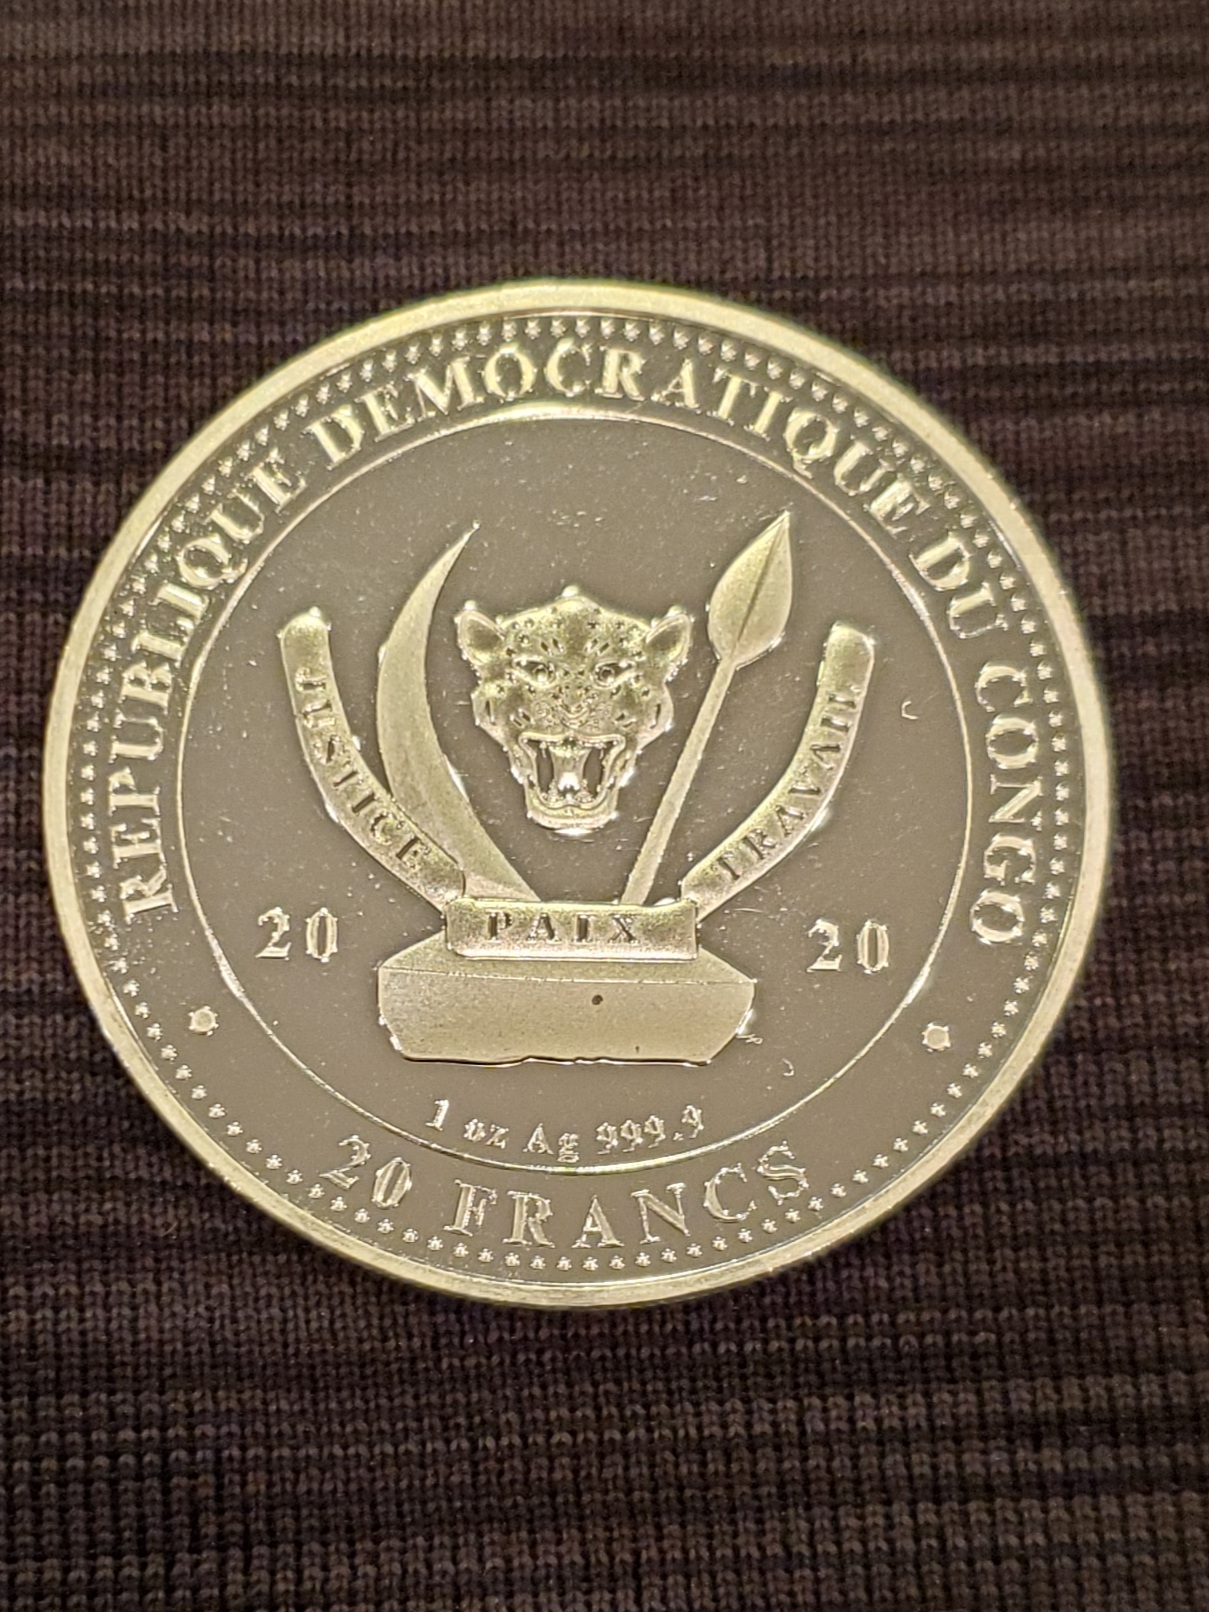 REPUBLIQUE DEMOCRATIQUE DU CONGO
JUSTICE
PAIX
TRAVAIL
20 20
1 oz Ag 999.9
20 FRANCS